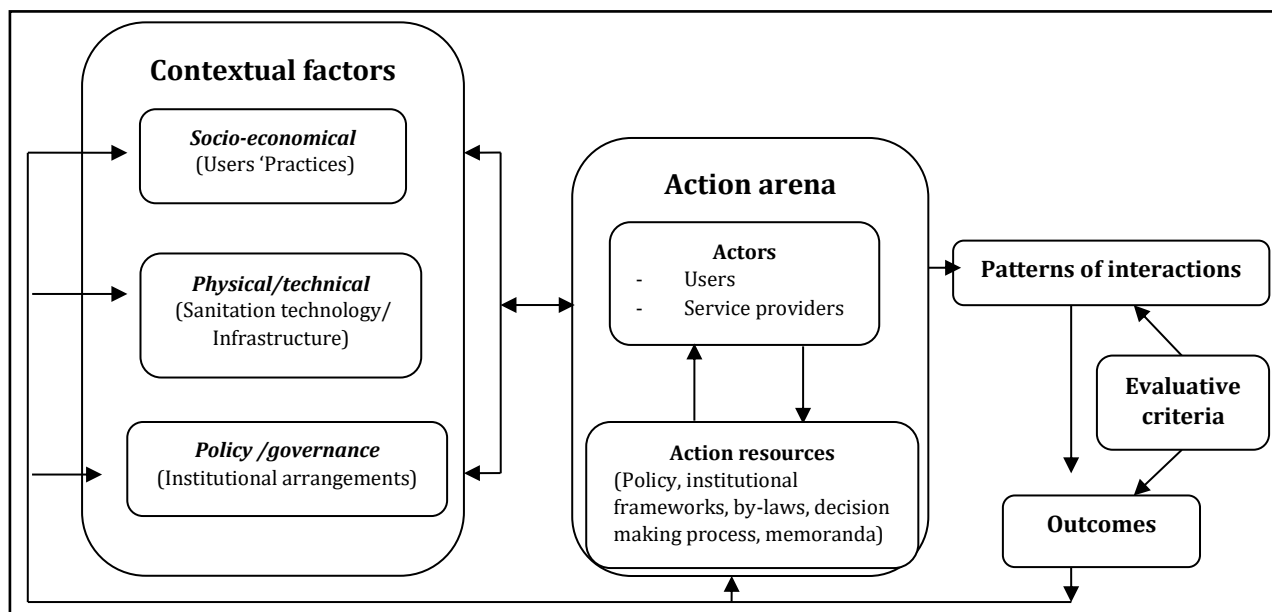 Contextual factors
Socio-economical
(Users ‘Practices)
Physical/technical
(Sanitation technology/
Infrastructure)
Policy /governance
(Institutional arrangements)
Action arena
Actors
- Users
- Service providers
Action resources
(Policy, institutional
frameworks, by-laws, decision
making process, memoranda)
Patterns of interactions
Evaluative
criteria
Outcomes